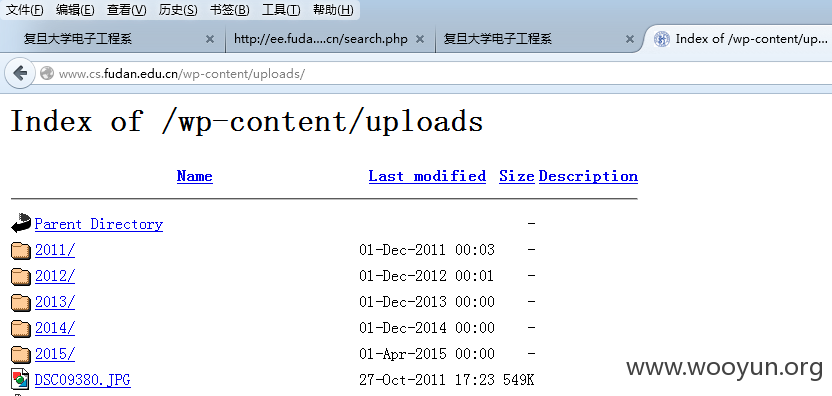 文件(F) 编辑(E) 查看(V) 历史(S) 书签(B) 工具(T) 帮助(H)
复旦大学电子工程系 × http://ee.fuda....cn/search.php × 复旦大学电子工程系 × Index of /wp-content/up...
www.cs.fudan.edu.cn/wp-content/uploads/
Index of /wp-content/uploads
Name Last modified Size Description
Parent Directory -
2011/ 01-Dec-2011 00:03 -
2012/ 01-Dec-2012 00:01 -
2013/ 01-Dec-2013 00:00 -
2014/ 01-Dec-2014 00:00 -
2015/ 01-Apr-2015 00:00 -
DSC09380.JPG 27-Oct-2011 17:23 549K
www.wooyun.org